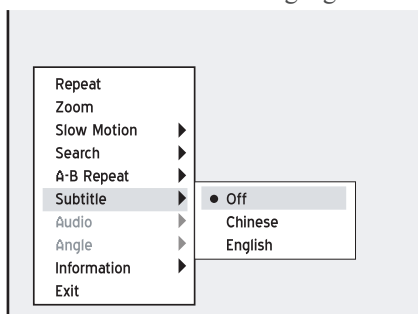 Repeat
Zoom
Slow Motion
Search
A-B Repeat
Subtitle
Audio
Angle
Information
Exit
Off
Chinese
English